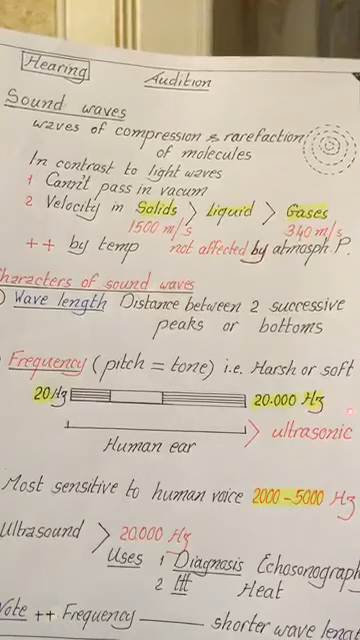 Hearing
Audition
Sound waves
waves of compression & rarefaction
of molecules
In contrast to light waves
1 Cann't pass in vacum
2 Velocity in Solids > Liquid > Gases
1500 m/s 340 m/s
++ by temp not affected by atmosph. P.
Characters of sound waves
Wave length Distance between 2 successive
peaks or bottoms
Frequency (pitch = tone) i.e. Harsh or soft
20 Hz 20.000 Hz
> ultrasonic
Human ear
Most sensitive to human voice 2000 - 5000 Hz
Ultrasound > 20.000 Hz
Uses 1 Diagnosis Echosonograph
2 ttt Heat
Note ++ Frequency shorter wave leng